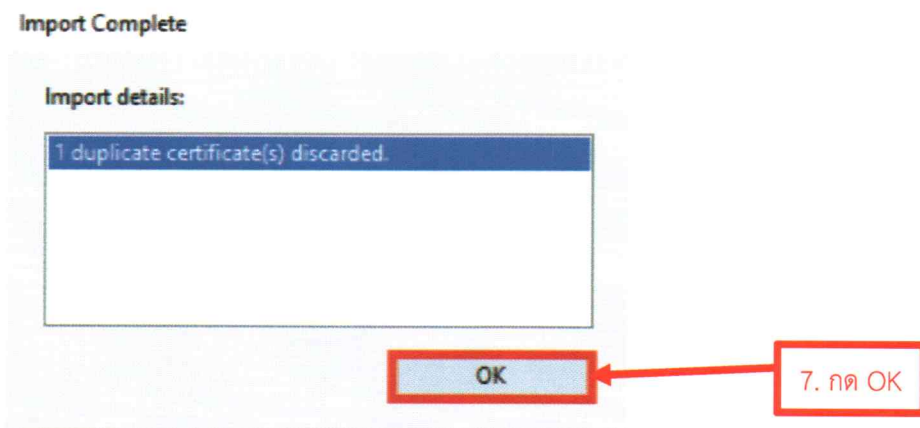 Import Complete
Import details:
1 duplicate certificate(s) discarded.
OK
7. กด OK